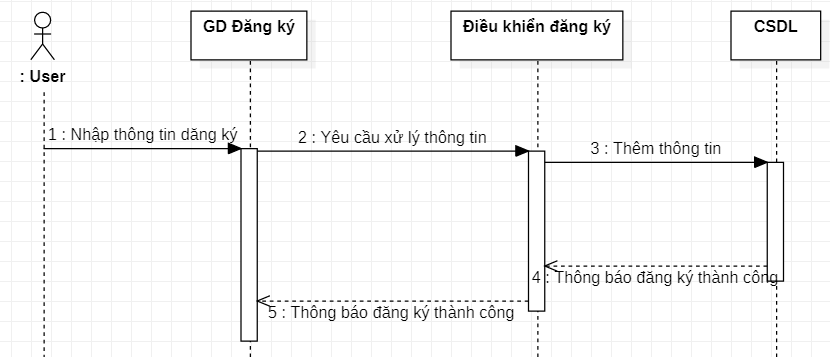 GD Đăng ký
Điều khiển đăng ký
CSDL
: User
1 : Nhập thông tin dăng ký
2 : Yêu cầu xử lý thông tin
3 : Thêm thông tin
4 : Thông báo đăng ký thành công
5 : Thông báo đăng ký thành công